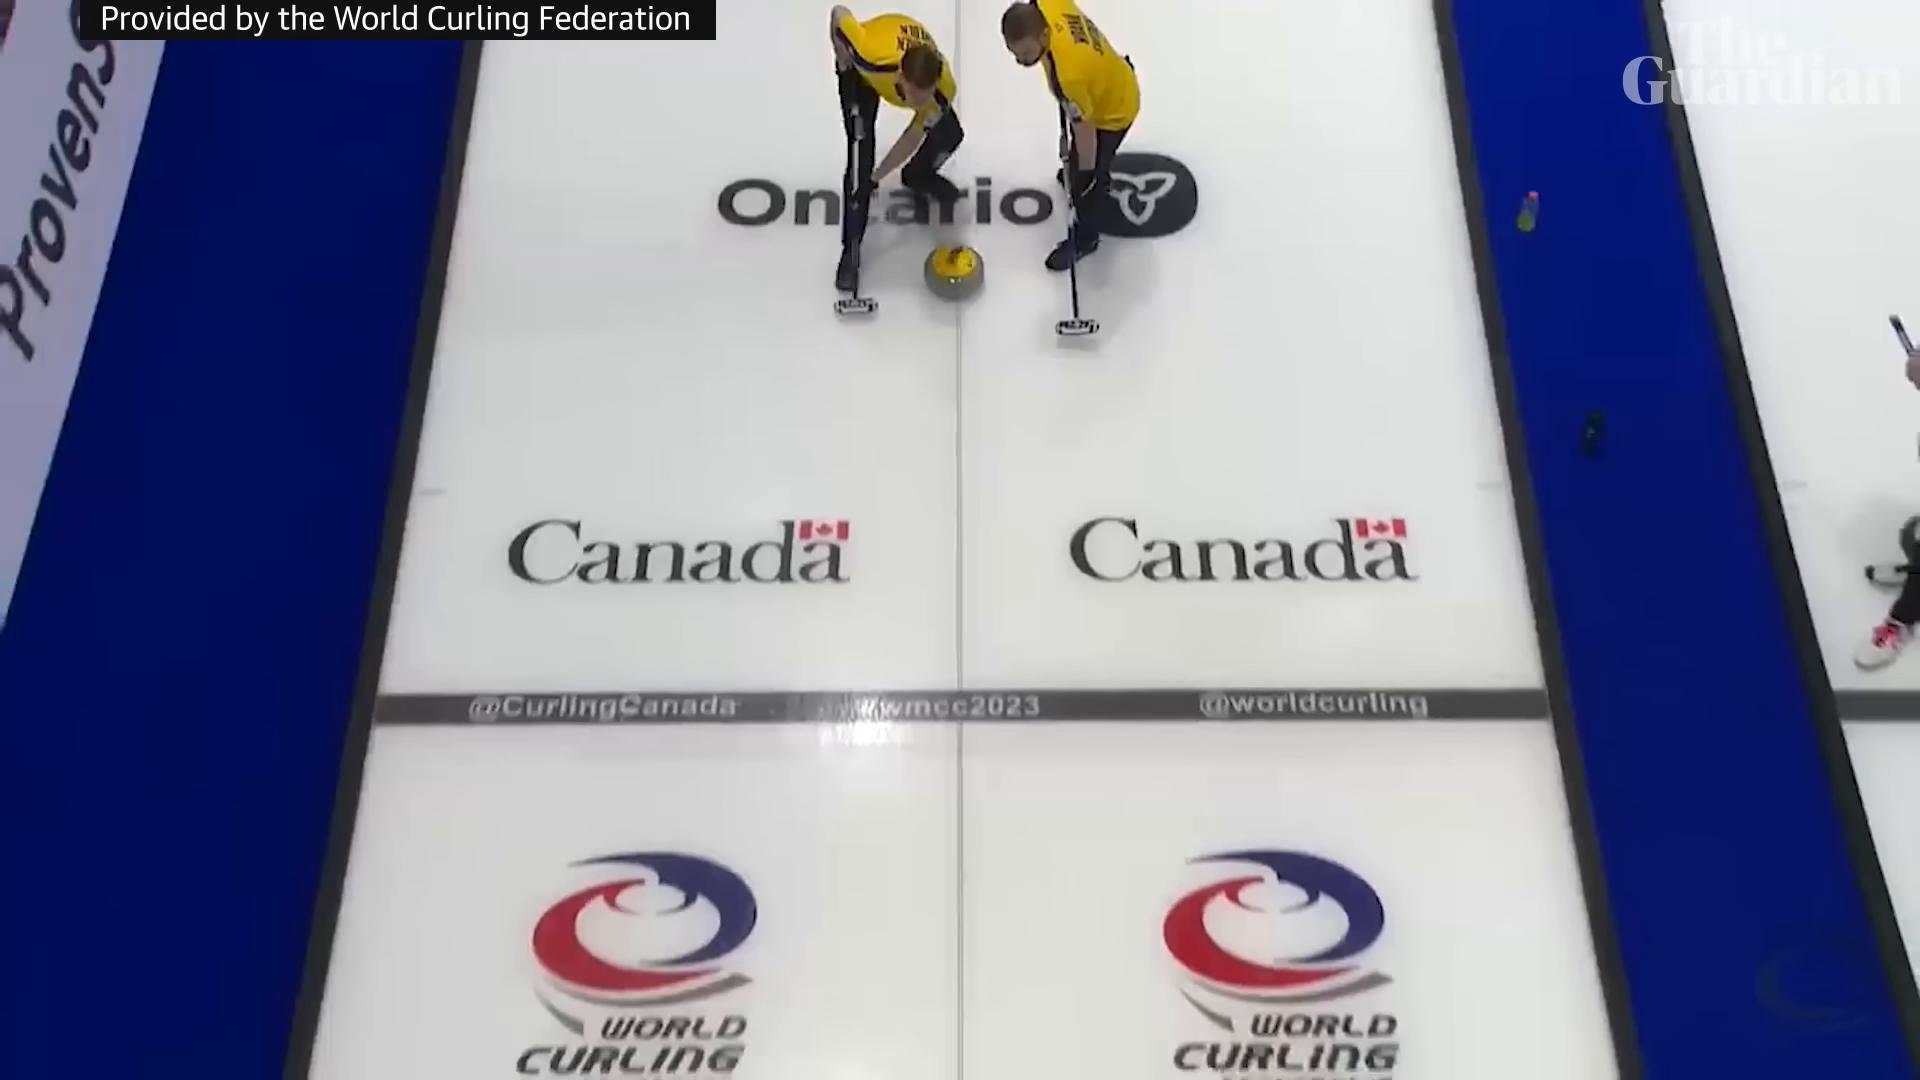 Provided by the World Curling Federation
The
Guardian
Provens
Ontario
Canada
Canada
@CurlingCanada
wmcc2023
@worldcurling
WORLD
CURLING
WORLD
CURLING